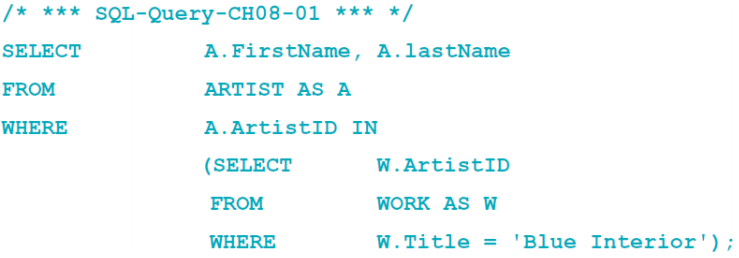 /* *** SQL-Query-CH08-01 *** */
SELECT A.FirstName, A.lastName
FROM ARTIST AS A
WHERE A.ArtistID IN
(SELECT W.ArtistID
FROM WORK AS W
WHERE W.Title = 'Blue Interior');